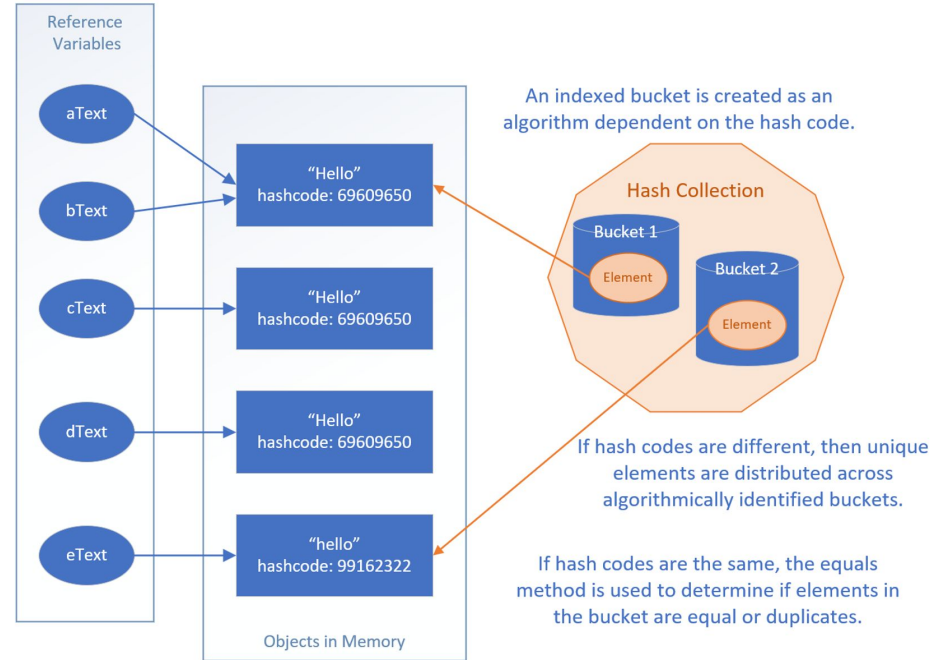 Reference
Variables
aText
bText
cText
dText
eText
“Hello”
hashcode: 69609650
“Hello”
hashcode: 69609650
“Hello”
hashcode: 69609650
“hello”
hashcode: 99162322
Objects in Memory
An indexed bucket is created as an
algorithm dependent on the hash code.
Hash Collection
Bucket 1
Element
Bucket 2
Element
If hash codes are different, then unique
elements are distributed across
algorithmically identified buckets.
If hash codes are the same, the equals
method is used to determine if elements in
the bucket are equal or duplicates.